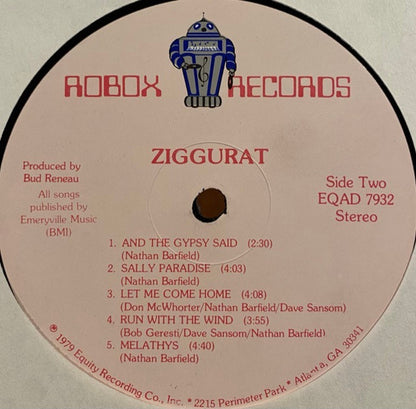 ROBOX RECORDS
ZIGGURAT
Produced by
Bud Reneau
All songs
published by
Emeryville Music
(BMI)
Side Two
EQAD 7932
Stereo
1. AND THE GYPSY SAID (2:30)
(Nathan Barfield)
2. SALLY PARADISE (4:03)
(Nathan Barfield)
3. LET ME COME HOME (4:08)
(Don McWhorter/Nathan Barfield/Dave Sansom)
4. RUN WITH THE WIND (3:55)
(Bob Geresti/Dave Sansom/Nathan Barfield)
5. MELATHYS (4:40)
(Nathan Barfield)
℗ 1979 Equity Recording Co., Inc. * 2215 Perimeter Park * Atlanta, GA 30341